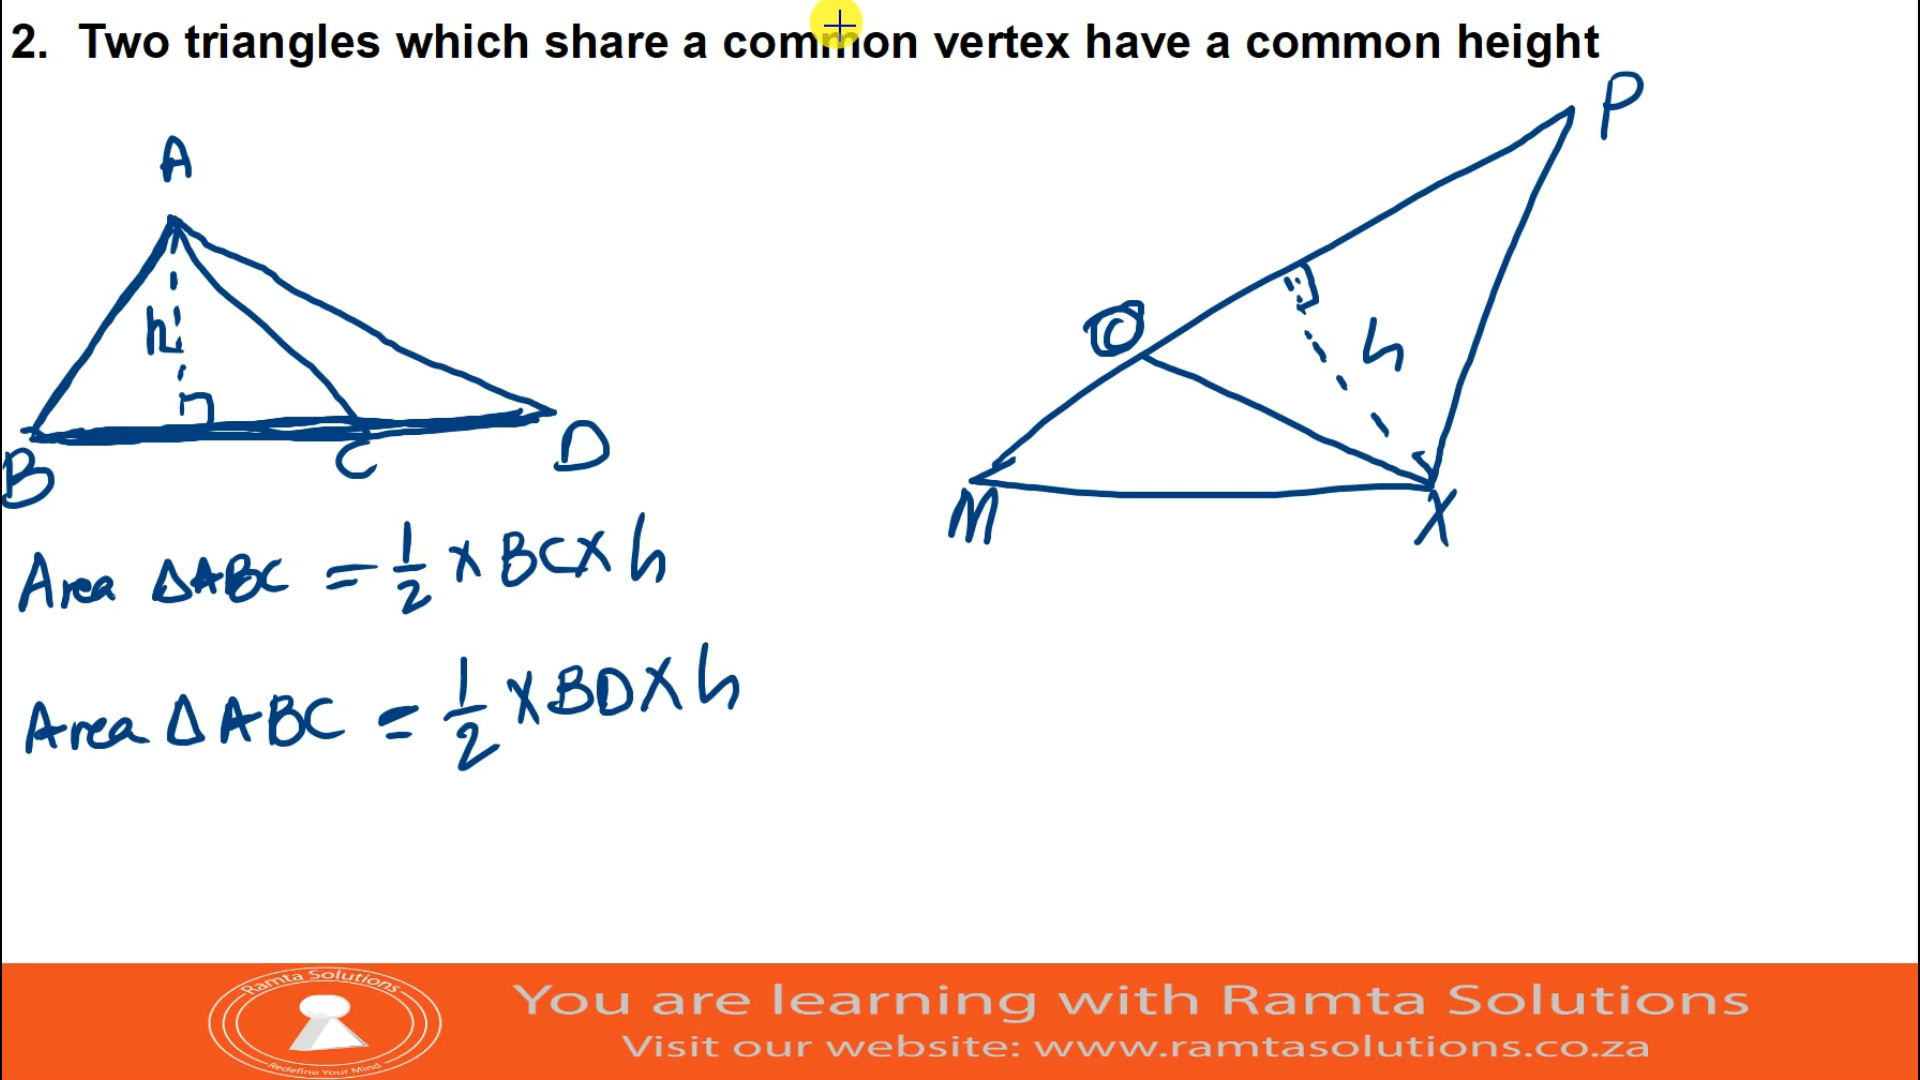 2. Two triangles which share a common vertex have a common height
A
h
B
C
D
P
O
h
M
X
Area ΔABC = 1/2 × BC × h
Area ΔABC = 1/2 × BD × h
Ramta Solutions
Redefine Your Mind
You are learning with Ramta Solutions
Visit our website: www.ramtasolutions.co.za